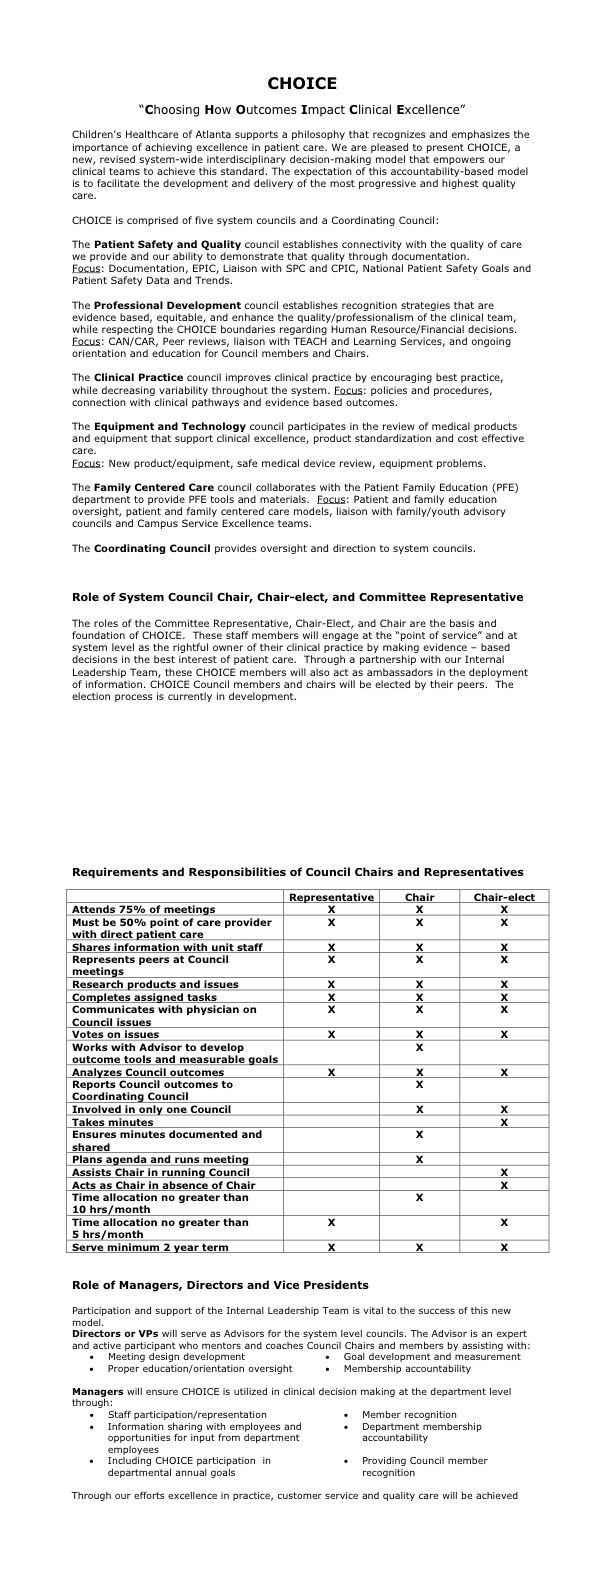 CHOICE
“Choosing How Outcomes Impact Clinical Excellence”
Children's Healthcare of Atlanta supports a philosophy that recognizes and emphasizes the
importance of achieving excellence in patient care. We are pleased to present CHOICE, a
new, revised system-wide interdisciplinary decision-making model that empowers our
clinical teams to achieve this standard. The expectation of this accountability-based model
is to facilitate the development and delivery of the most progressive and highest quality
care.
CHOICE is comprised of five system councils and a Coordinating Council:
The Patient Safety and Quality council establishes connectivity with the quality of care
we provide and our ability to demonstrate that quality through documentation.
Focus: Documentation, EPIC, Liaison with SPC and CPIC, National Patient Safety Goals and
Patient Safety Data and Trends.
The Professional Development council establishes recognition strategies that are
evidence based, equitable, and enhance the quality/professionalism of the clinical team,
while respecting the CHOICE boundaries regarding Human Resource/Financial decisions.
Focus: CAN/CAR, Peer reviews, liaison with TEACH and Learning Services, and ongoing
orientation and education for Council members and Chairs.
The Clinical Practice council improves clinical practice by encouraging best practice,
while decreasing variability throughout the system. Focus: policies and procedures,
connection with clinical pathways and evidence based outcomes.
The Equipment and Technology council participates in the review of medical products
and equipment that support clinical excellence, product standardization and cost effective
care.
Focus: New product/equipment, safe medical device review, equipment problems.
The Family Centered Care council collaborates with the Patient Family Education (PFE)
department to provide PFE tools and materials. Focus: Patient and family education
oversight, patient and family centered care models, liaison with family/youth advisory
councils and Campus Service Excellence teams.
The Coordinating Council provides oversight and direction to system councils.
Role of System Council Chair, Chair-elect, and Committee Representative
The roles of the Committee Representative, Chair-Elect, and Chair are the basis and
foundation of CHOICE. These staff members will engage at the “point of service” and at
system level as the rightful owner of their clinical practice by making evidence – based
decisions in the best interest of patient care. Through a partnership with our Internal
Leadership Team, these CHOICE members will also act as ambassadors in the deployment
of information. CHOICE Council members and chairs will be elected by their peers. The
election process is currently in development.
Requirements and Responsibilities of Council Chairs and Representatives
Representative Chair Chair-elect
Attends 75% of meetings X X X
Must be 50% point of care provider X X X
with direct patient care
Shares information with unit staff X X X
Represents peers at Council X X X
meetings
Research products and issues X X X
Completes assigned tasks X X X
Communicates with physician on X X X
Council issues
Votes on issues X X X
Works with Advisor to develop X
outcome tools and measurable goals
Analyzes Council outcomes X X X
Reports Council outcomes to X
Coordinating Council
Involved in only one Council X X
Takes minutes X
Ensures minutes documented and X
shared
Plans agenda and runs meeting X
Assists Chair in running Council X
Acts as Chair in absence of Chair X
Time allocation no greater than X
10 hrs/month
Time allocation no greater than X X
5 hrs/month
Serve minimum 2 year term X X X
Role of Managers, Directors and Vice Presidents
Participation and support of the Internal Leadership Team is vital to the success of this new
model.
Directors or VPs will serve as Advisors for the system level councils. The Advisor is an expert
and active participant who mentors and coaches Council Chairs and members by assisting with:
• Meeting design development • Goal development and measurement
• Proper education/orientation oversight • Membership accountability
Managers will ensure CHOICE is utilized in clinical decision making at the department level
through:
• Staff participation/representation • Member recognition
• Information sharing with employees and • Department membership
opportunities for input from department accountability
employees
• Including CHOICE participation in • Providing Council member
departmental annual goals recognition
Through our efforts excellence in practice, customer service and quality care will be achieved